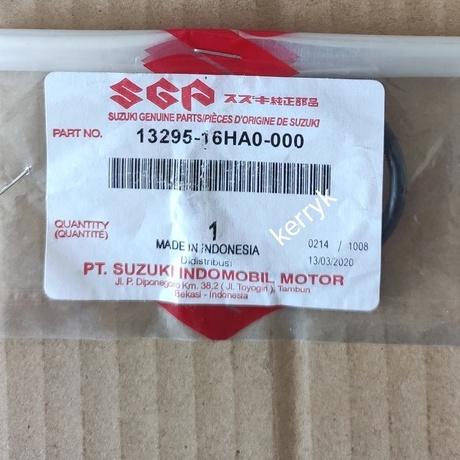 SGP スズキ純正部品
SUZUKI GENUINE PARTS/PIÈCES D'ORIGINE DE SUZUKI
PART NO. 13295-16HA0-000
QUANTITY 1
(QUANTITE)
MADE IN INDONESIA 0214 / 1008
Didistribusi 13/03/2020
PT. SUZUKI INDOMOBIL MOTOR
Jl. P. Diponegoro Km. 38,2 ( Jl. Toyogiri ), Tambun
Bekasi - Indonesia
kerryk